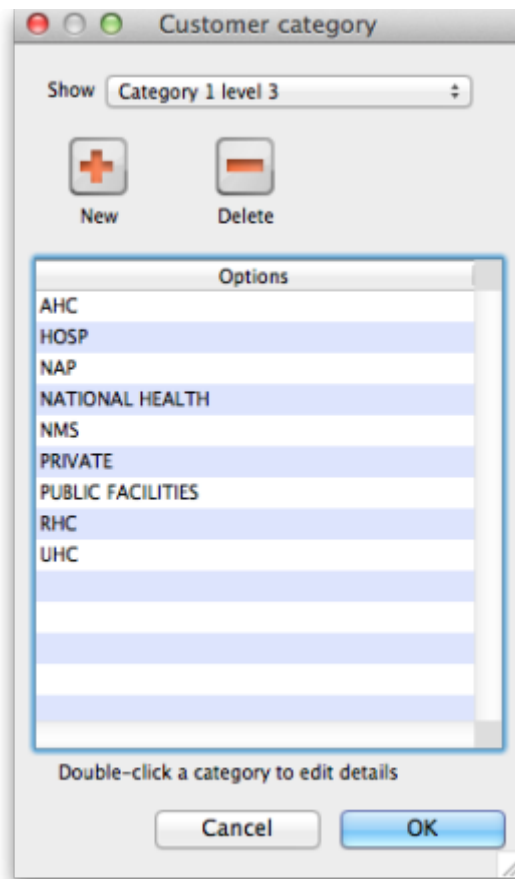 Customer category
Show Category 1 level 3
New Delete
Options
AHC
HOSP
NAP
NATIONAL HEALTH
NMS
PRIVATE
PUBLIC FACILITIES
RHC
UHC
Double-click a category to edit details
Cancel OK